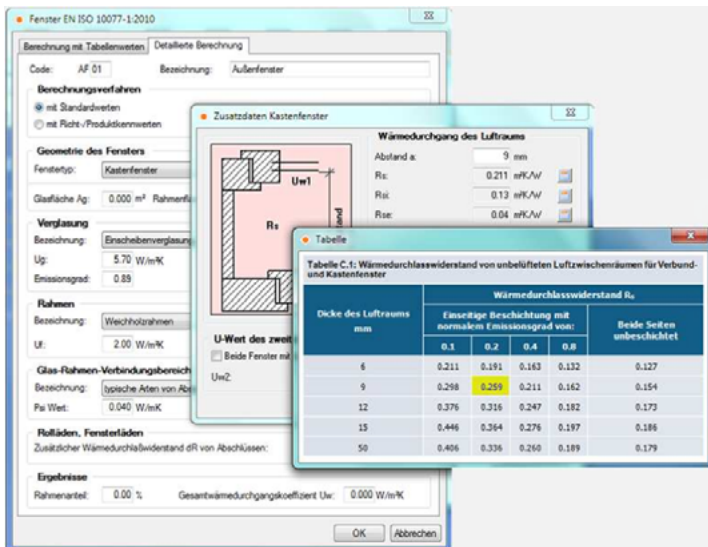 Fenster EN ISO 10077-1:2010
Berechnung mit Tabellenwerten Detaillierte Berechnung
Code: AF 01 Bezeichnung: Außenfenster
Berechnungsverfahren
mit Standardwerten
mit Richt-/Produktkennwerten
Geometrie des Fensters
Fenstertyp: Kastenfenster
Glasfläche Ag: 0.000 m²
Verglasung
Bezeichnung: Einscheibenverglasung
Ug: 5.70 W/m²K
Emissionsgrad: 0.89
Rahmen
Bezeichnung: Weichholzrahmen
Uf: 2.00 W/m²K
Glas-Rahmen-Verbindungsbereich
Bezeichnung: typische Arten von
Psi Wert: 0.040 W/mK
Rolläden, Fensterläden
Zusätzlicher Wärmedurchlaßwiderstand dR von Abschlüssen:
Ergebnisse
Rahmenanteil: 0.00 % Gesamtwärmedurchgangskoeffizient Uw: 0.000 W/m²K
OK Abbrechen
Zusatzdaten Kastenfenster
Uw1
Rs
Wärmedurchgang des Luftraums
Abstand a: 9 mm
Rs: 0.211 m²K/W
Rsi: 0.13 m²K/W
Rse: 0.04 m²K/W
U-Wert des
Beide Fenster mit
Uw2:
Tabelle
Tabelle C.1: Wärmedurchlasswiderstand von unbelüfteten Luftzwischenräumen für Verbund-
und Kastenfenster
Dicke des Luftraums
mm
Wärmedurchlasswiderstand Rs
Einseitige Beschichtung mit
normalem Emissionsgrad von:
Beide Seiten
unbeschichtet
0.1 0.2 0.4 0.8
6 0.211 0.191 0.163 0.132 0.127
9 0.298 0.259 0.211 0.162 0.154
12 0.376 0.316 0.247 0.182 0.173
15 0.446 0.364 0.276 0.197 0.186
50 0.406 0.336 0.260 0.189 0.179